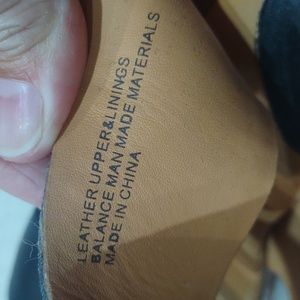 LEATHER UPPER&LININGS
BALANCE MAN MADE MATERIALS
MADE IN CHINA